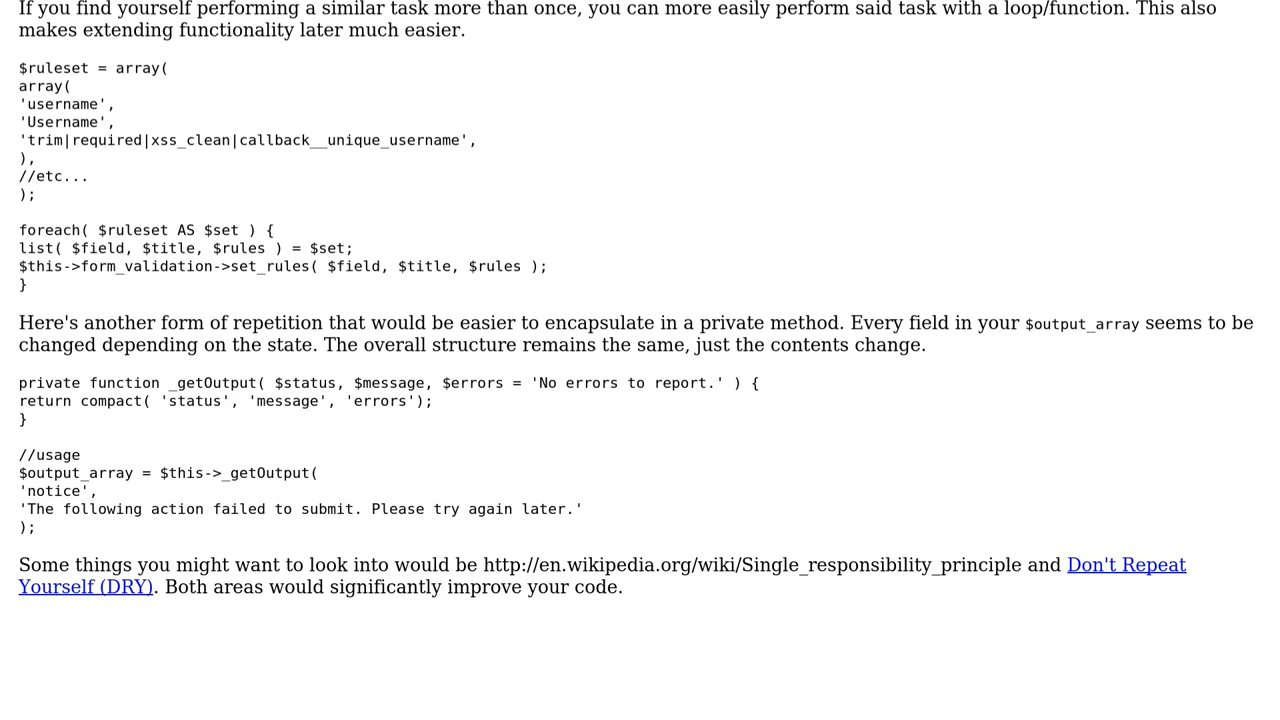 If you find yourself performing a similar task more than once, you can more easily perform said task with a loop/function. This also
makes extending functionality later much easier.
$ruleset = array(
array(
'username',
'Username',
'trim|required|xss_clean|callback__unique_username',
),
//etc...
);
foreach( $ruleset AS $set ) {
list( $field, $title, $rules ) = $set;
$this->form_validation->set_rules( $field, $title, $rules );
}
Here's another form of repetition that would be easier to encapsulate in a private method. Every field in your $output_array seems to be
changed depending on the state. The overall structure remains the same, just the contents change.
private function _getOutput( $status, $message, $errors = 'No errors to report.' ) {
return compact( 'status', 'message', 'errors');
}
//usage
$output_array = $this->_getOutput(
'notice',
'The following action failed to submit. Please try again later.'
);
Some things you might want to look into would be http://en.wikipedia.org/wiki/Single_responsibility_principle and Don't Repeat
Yourself (DRY). Both areas would significantly improve your code.